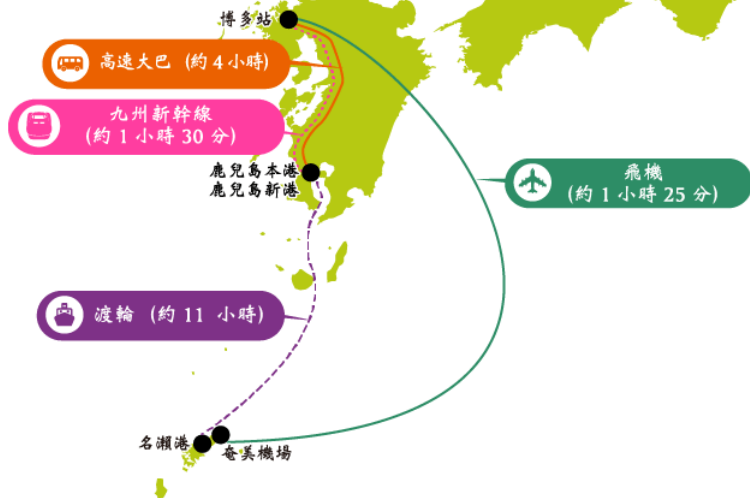 博多站
高速大巴 (約 4 小時)
九州新幹線
(約 1 小時 30 分)
鹿兒島本港
鹿兒島新港
飛機
(約 1 小時 25 分)
渡輪 (約 11 小時)
名瀨港
奄美機場